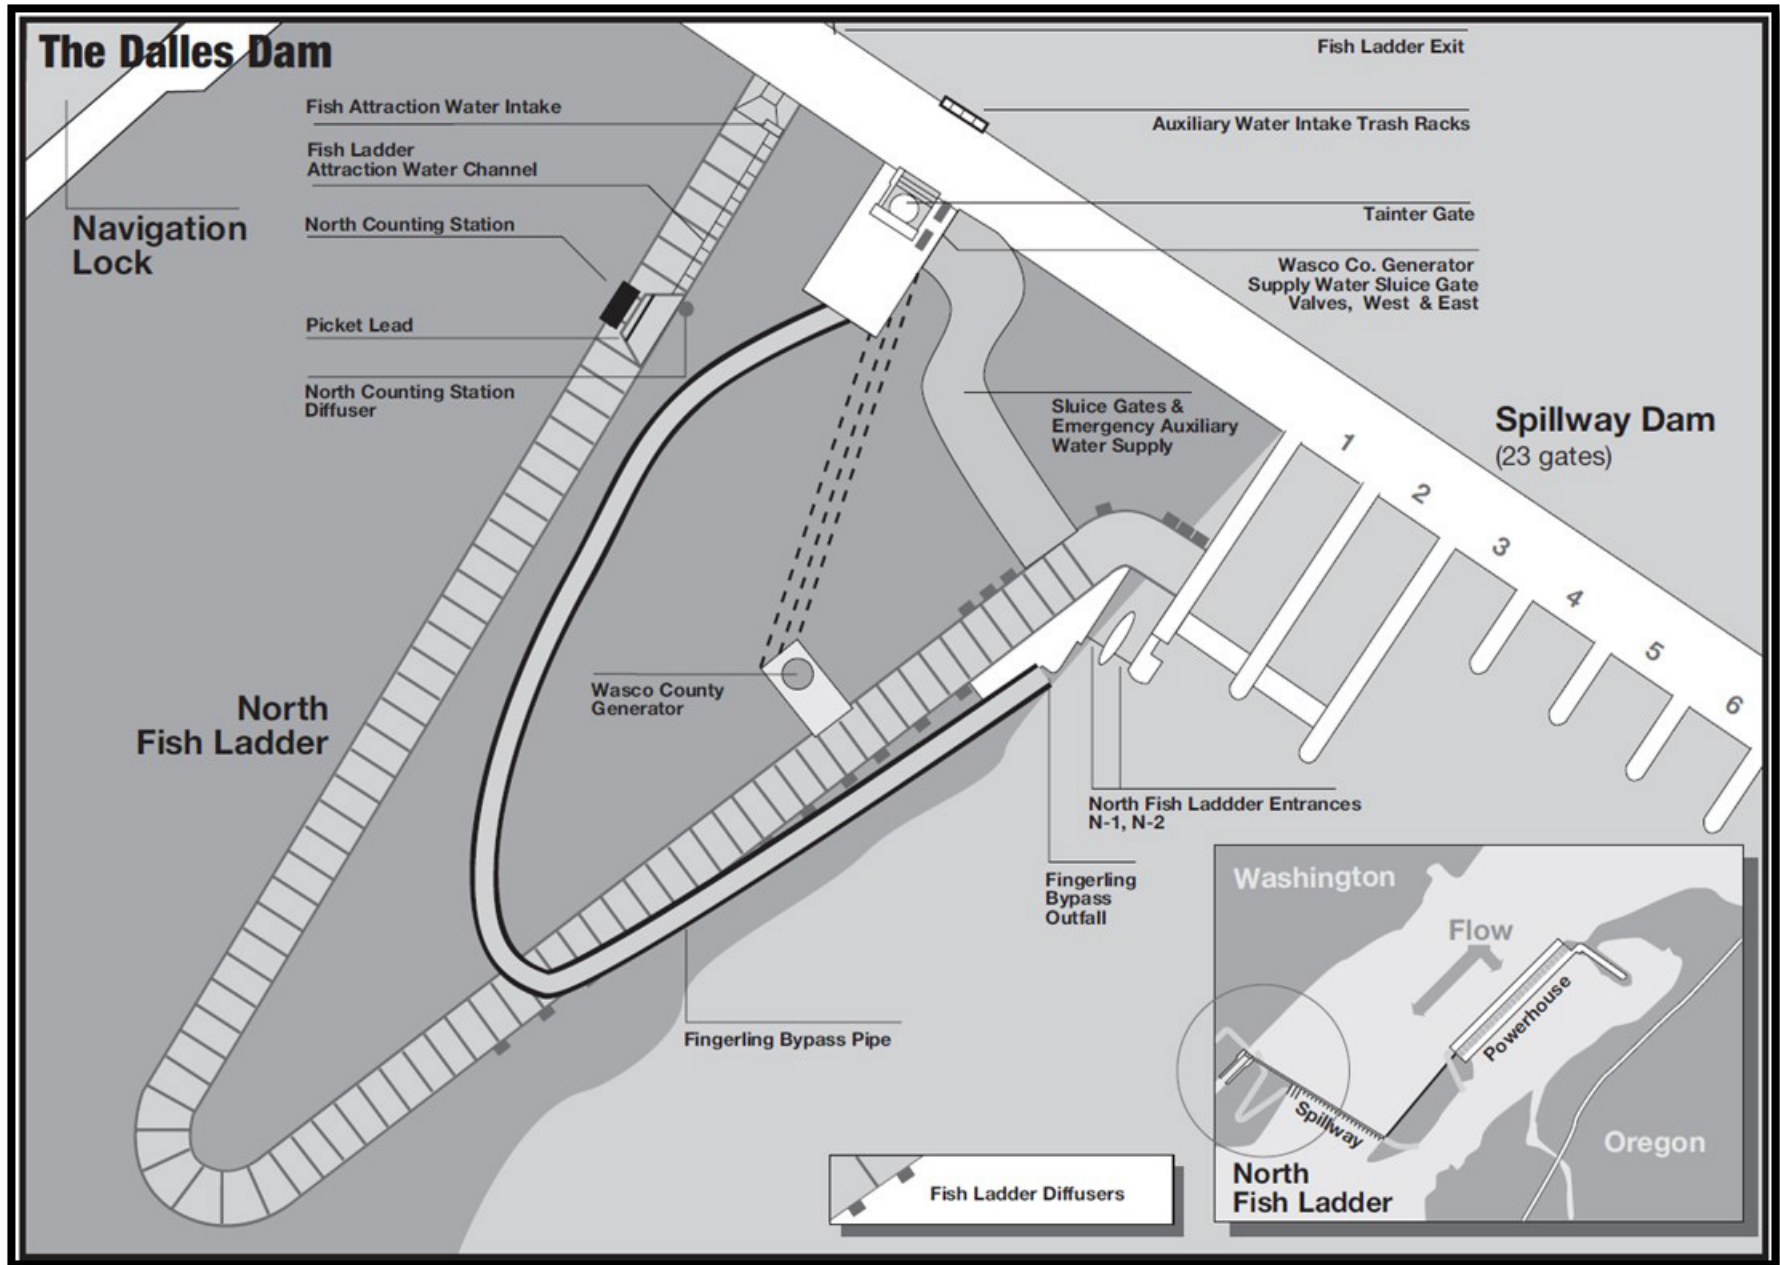 The Dalles Dam
Fish Ladder Exit
Fish Attraction Water Intake
Auxiliary Water Intake Trash Racks
Fish Ladder
Attraction Water Channel
Tainter Gate
North Counting Station
Navigation
Lock
Wasco Co. Generator
Supply Water Sluice Gate
Valves, West & East
Picket Lead
North Counting Station
Diffuser
Sluice Gates &
Emergency Auxiliary
Water Supply
Spillway Dam
(23 gates)
1
2
3
4
5
6
Wasco County
Generator
North
Fish Ladder
North Fish Laddder Entrances
N-1, N-2
Fingerling
Bypass
Outfall
Fingerling Bypass Pipe
Fish Ladder Diffusers
Washington
Flow
Powerhouse
Spillway
Oregon
North
Fish Ladder